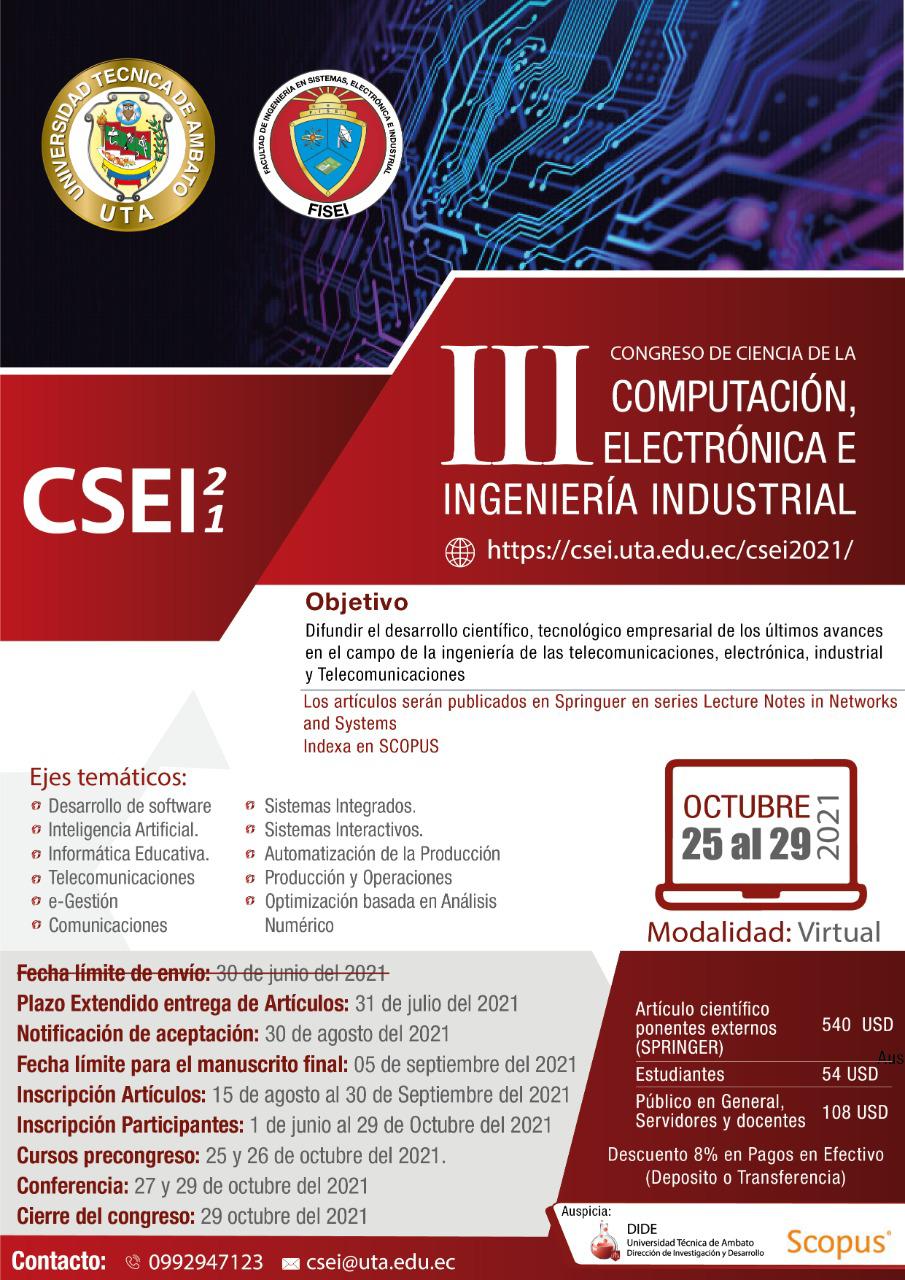 UNIVERSIDAD TECNICA DE AMBATO
UTA
FACULTAD DE INGENIERÍA EN SISTEMAS, ELECTRÓNICA E INDUSTRIAL
FISEI
CSEI 21
III
CONGRESO DE CIENCIA DE LA
COMPUTACIÓN,
ELECTRÓNICA E
INGENIERÍA INDUSTRIAL
https://csei.uta.edu.ec/csei2021/
Objetivo
Difundir el desarrollo científico, tecnológico empresarial de los últimos avances
en el campo de la ingeniería de las telecomunicaciones, electrónica, industrial
y Telecomunicaciones
Los artículos serán publicados en Springuer en series Lecture Notes in Networks
and Systems
Indexa en SCOPUS
Ejes temáticos:
Desarrollo de software
Inteligencia Artificial.
Informática Educativa.
Telecomunicaciones
e-Gestión
Comunicaciones
Sistemas Integrados.
Sistemas Interactivos.
Automatización de la Producción
Producción y Operaciones
Optimización basada en Análisis
Numérico
OCTUBRE
25 al 29
2021
Modalidad: Virtual
Fecha límite de envío: 30 de junio del 2021
Plazo Extendido entrega de Artículos: 31 de julio del 2021
Notificación de aceptación: 30 de agosto del 2021
Fecha límite para el manuscrito final: 05 de septiembre del 2021
Inscripción Artículos: 15 de agosto al 30 de Septiembre del 2021
Inscripción Participantes: 1 de junio al 29 de Octubre del 2021
Cursos precongreso: 25 y 26 de octubre del 2021.
Conferencia: 27 y 29 de octubre del 2021
Cierre del congreso: 29 octubre del 2021
Artículo científico
ponentes externos 540 USD
(SPRINGER)
Aus
Estudiantes 54 USD
Público en General,
Servidores y docentes 108 USD
Descuento 8% en Pagos en Efectivo
(Deposito o Transferencia)
Auspicia:
DIDE
Universidad Técnica de Ambato
Dirección de Investigación y Desarrollo
Scopus®
Contacto: 0992947123 csei@uta.edu.ec